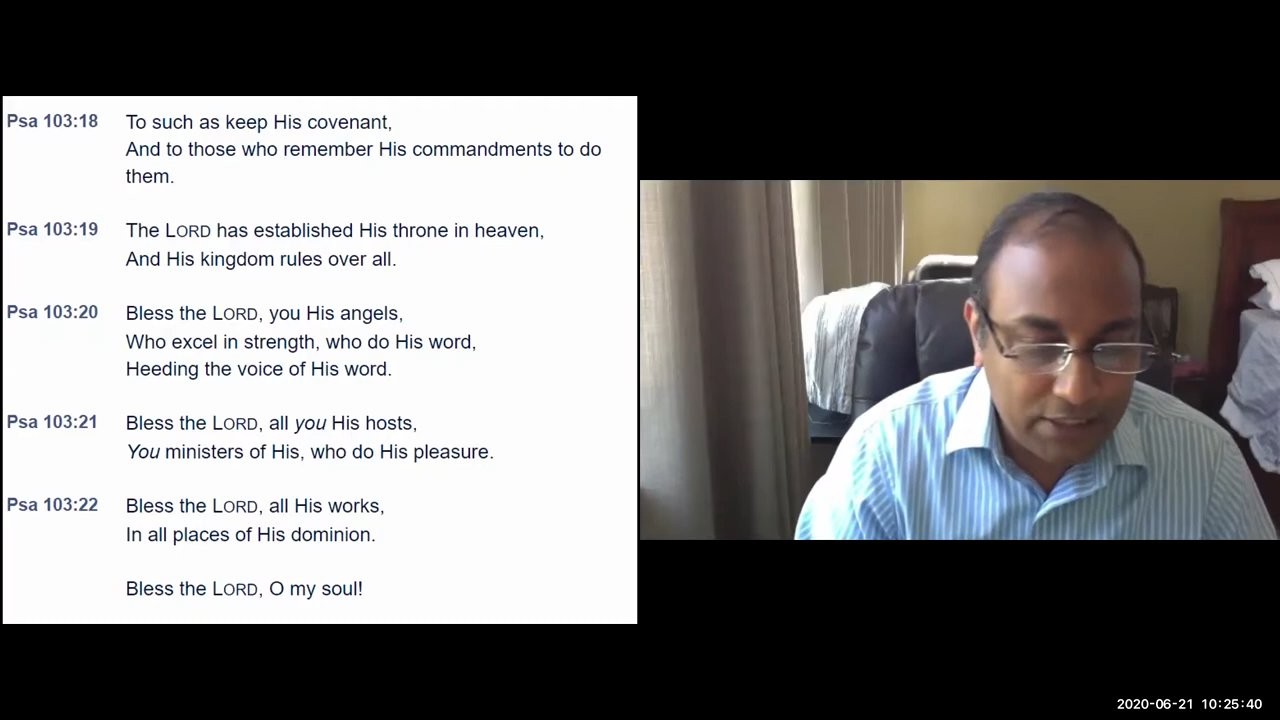 Psa 103:18 To such as keep His covenant,
And to those who remember His commandments to do
them.
Psa 103:19 The LORD has established His throne in heaven,
And His kingdom rules over all.
Psa 103:20 Bless the LORD, you His angels,
Who excel in strength, who do His word,
Heeding the voice of His word.
Psa 103:21 Bless the LORD, all you His hosts,
You ministers of His, who do His pleasure.
Psa 103:22 Bless the LORD, all His works,
In all places of His dominion.
Bless the LORD, O my soul!
2020-06-21 10:25:40